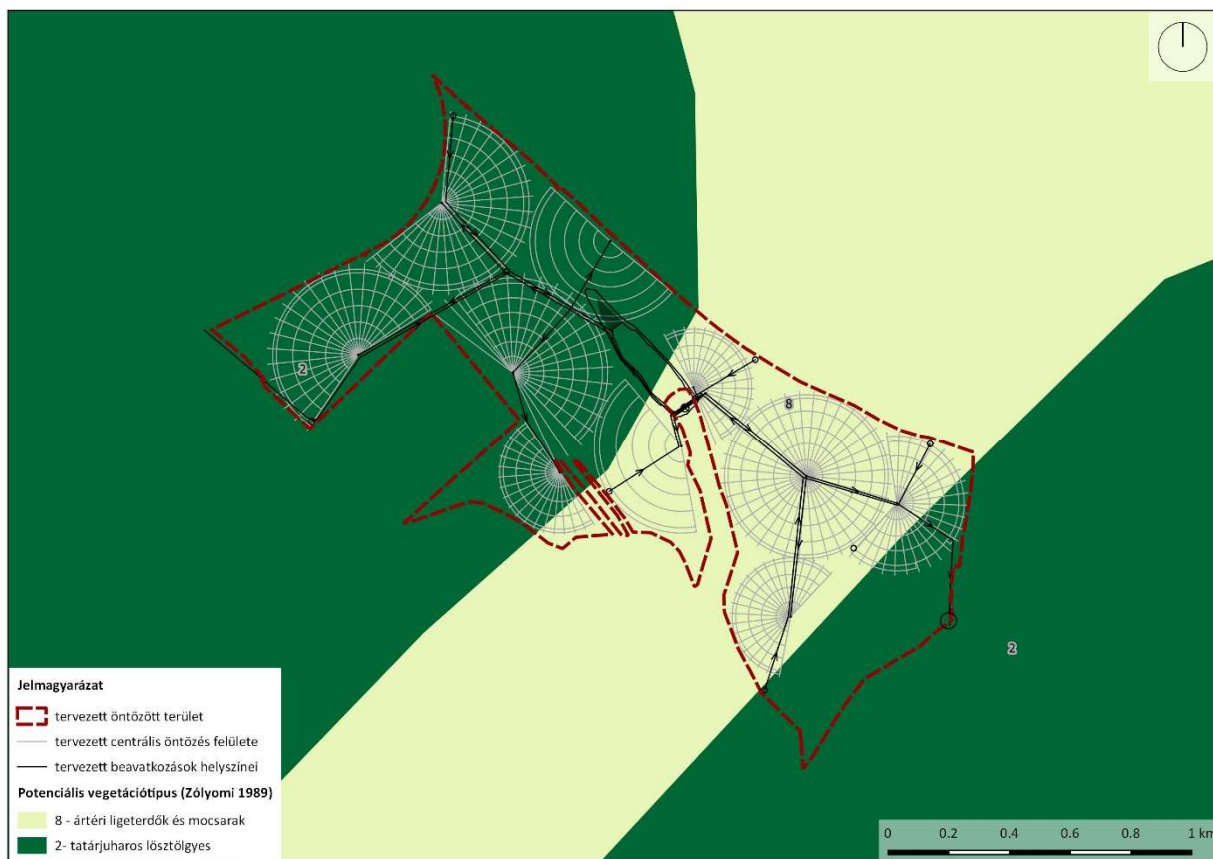 2
8
2
Jelmagyarázat
tervezett öntözött terület
tervezett centrális öntözés felülete
tervezett beavatkozások helyszínei
Potenciális vegetációtípus (Zólyomi 1989)
8 - ártéri ligeterdők és mocsarak
2- tatárjuharos lösztölgyes
0 0.2 0.4 0.6 0.8 1 km